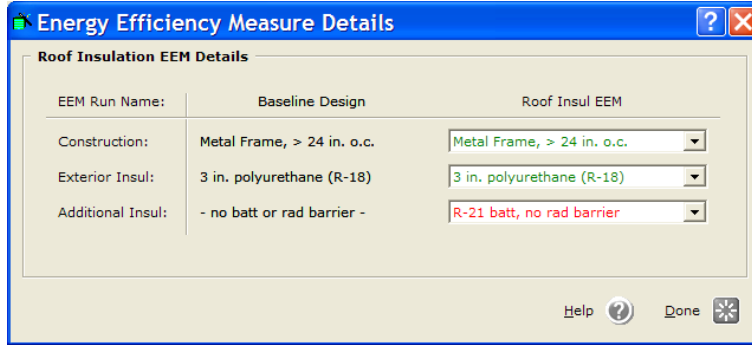 Energy Efficiency Measure Details
Roof Insulation EEM Details
EEM Run Name: Baseline Design Roof Insul EEM
Construction: Metal Frame, > 24 in. o.c. Metal Frame, > 24 in. o.c.
Exterior Insul: 3 in. polyurethane (R-18) 3 in. polyurethane (R-18)
Additional Insul: - no batt or rad barrier - R-21 batt, no rad barrier
Help ? Done